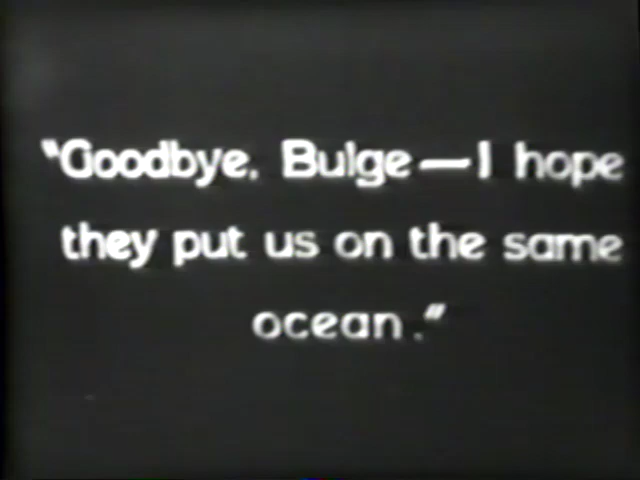 "Goodbye, Bulge—I hope
they put us on the same
ocean."